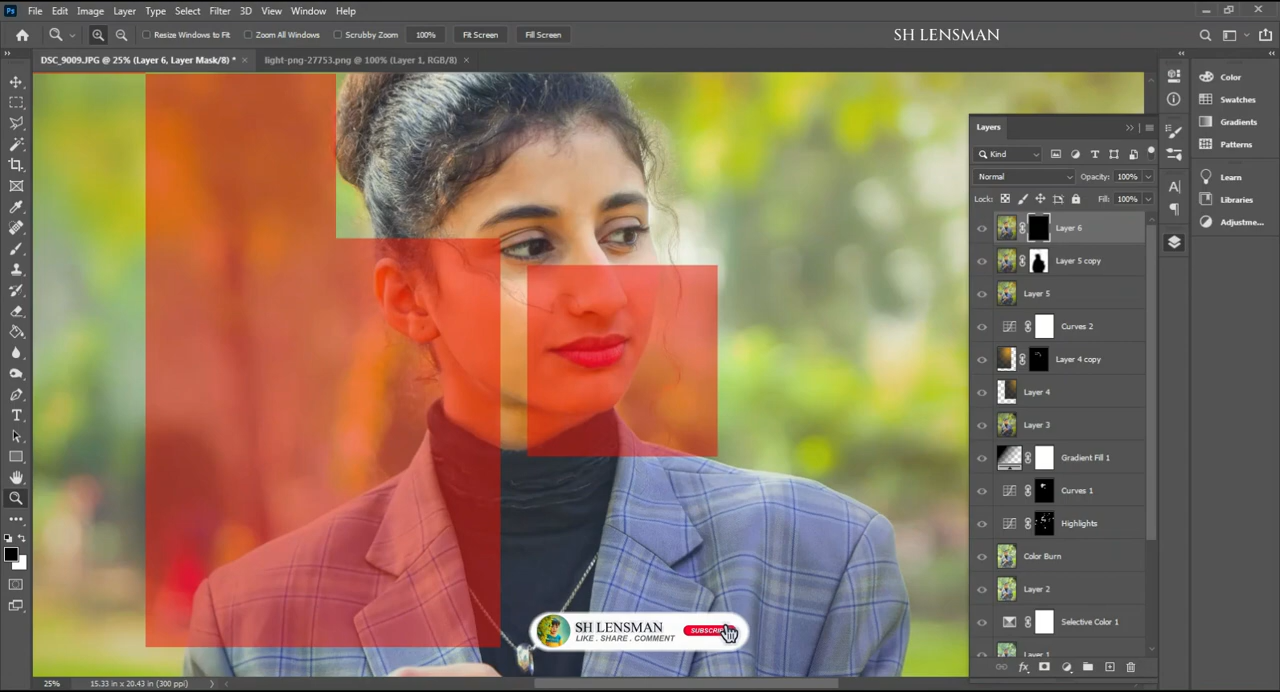 Ps File Edit Image Layer Type Select Filter 3D View Window Help
Resize Windows to Fit Zoom All Windows Scrubby Zoom 100% Fit Screen Fill Screen SH LENSMAN
DSC_9009.JPG @ 25% (Layer 6, Layer Mask/8) * × light-png-27753.png @ 100% (Layer 1, RGB/8) ×
Color
Swatches
Gradients
Patterns
Learn
Libraries
Adjustme...
Layers
Kind
Normal Opacity: 100%
Lock: Fill: 100%
Layer 6
Layer 5 copy
Layer 5
Curves 2
Layer 4 copy
Layer 4
Layer 3
Gradient Fill 1
Curves 1
Highlights
Color Burn
Layer 2
Selective Color 1
Layer 1
fx
SH LENSMAN
LIKE . SHARE . COMMENT
25% 15.33 in x 20.43 in (300 ppi)